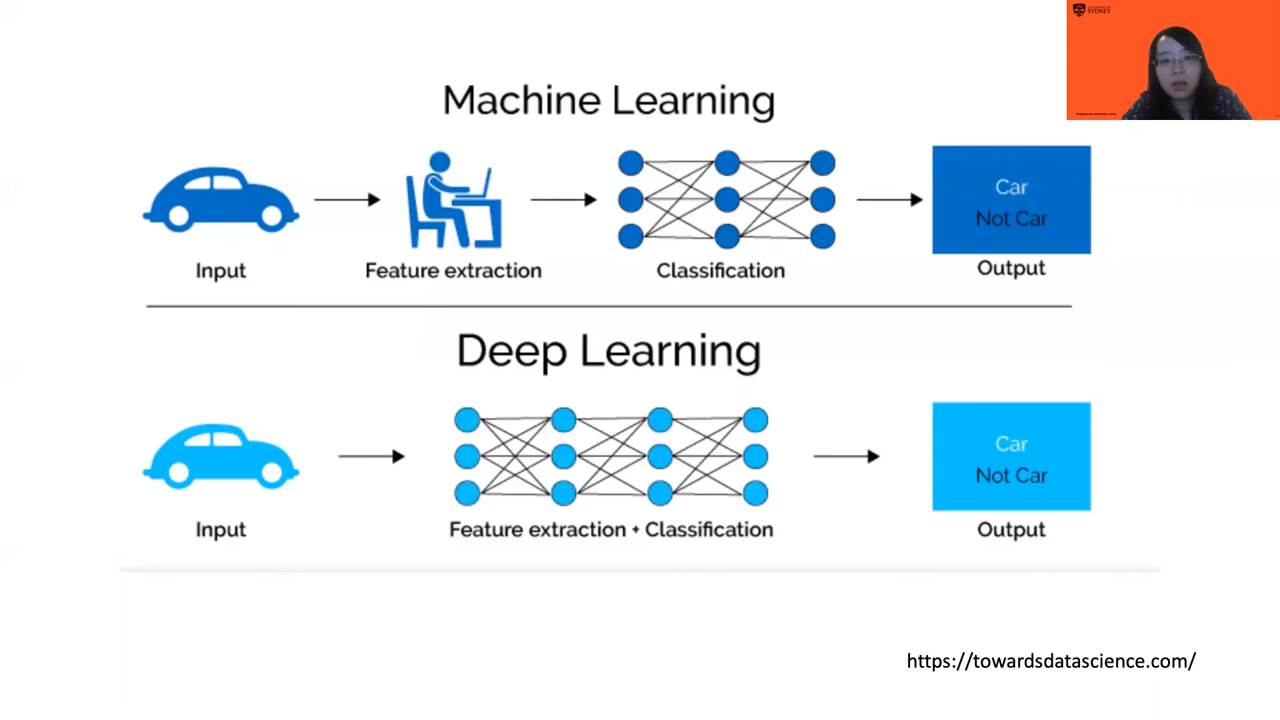 SYDNEY
Machine Learning
Car
Not Car
Input
Feature extraction
Classification
Output
Deep Learning
Car
Not Car
Input
Feature extraction + Classification
Output
https://towardsdatascience.com/